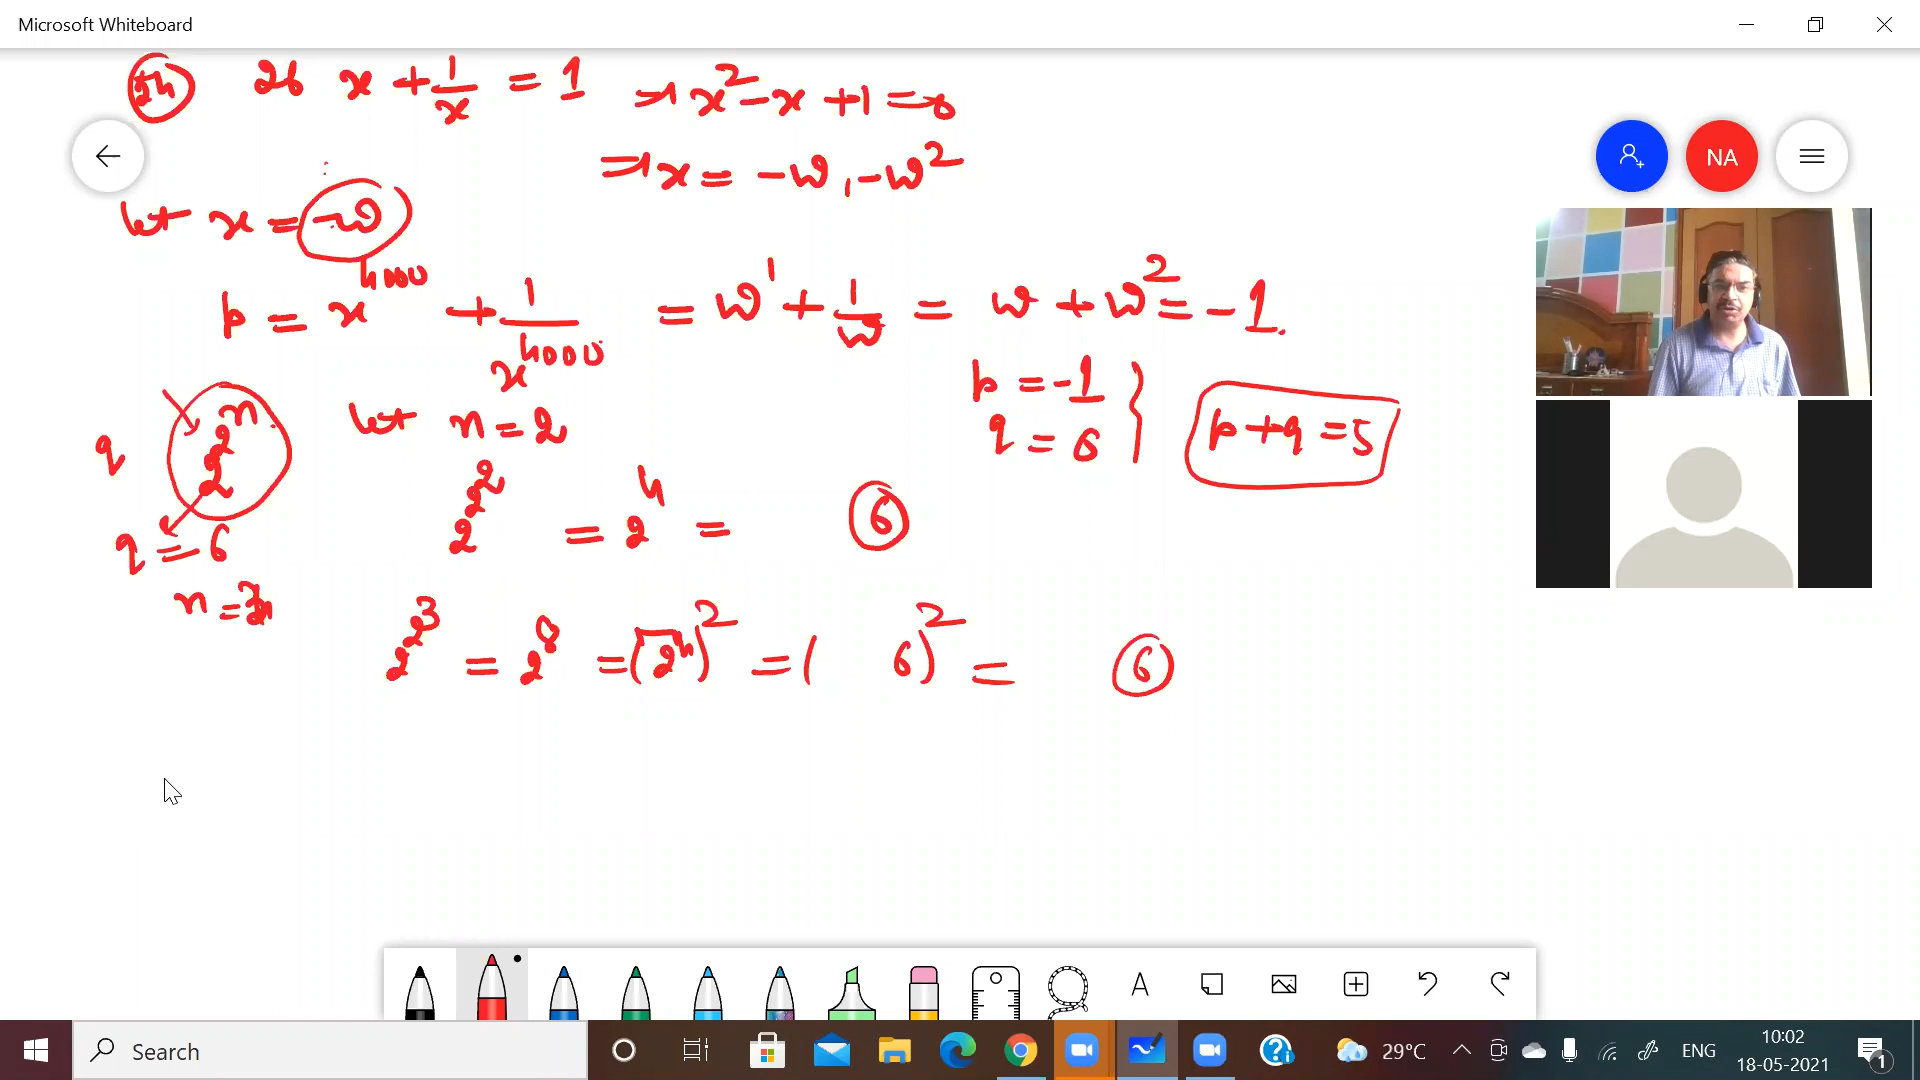 Microsoft Whiteboard
24 26 x + 1/x = 1 ⇒ x² - x + 1 = 0
⇒ x = -ω, -ω²
let x = -ω
p = x^4000 + 1/x^4000 = ω¹ + 1/ω = ω + ω² = -1.
p = -1
q = 6 } p + q = 5
q 2^2^n let n = 2
2^2^2 = 2^4 = 6
q = 6
n =
2^2^3 = 2^8 = (2^4)² = ( 6)² = 6
NA
A
Search
29°C
ENG
10:02
18-05-2021
1